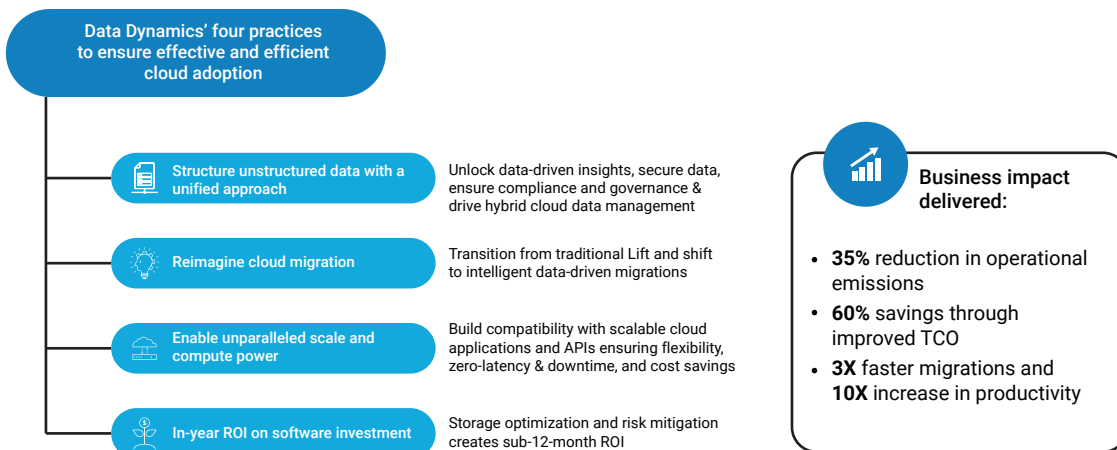 Data Dynamics’ four practices
to ensure effective and efficient
cloud adoption
Structure unstructured data with a
unified approach
Unlock data-driven insights, secure data,
ensure compliance and governance &
drive hybrid cloud data management
Reimagine cloud migration
Transition from traditional Lift and shift
to intelligent data-driven migrations
Enable unparalleled scale and
compute power
Build compatibility with scalable cloud
applications and APIs ensuring flexibility,
zero-latency & downtime, and cost savings
In-year ROI on software investment
Storage optimization and risk mitigation
creates sub-12-month ROI
Business impact
delivered:
• 35% reduction in operational
emissions
• 60% savings through
improved TCO
• 3X faster migrations and
10X increase in productivity